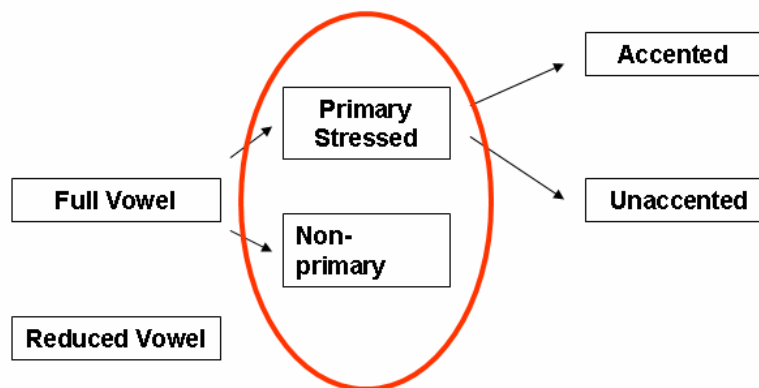 Accented
Primary
Stressed
Full Vowel
Unaccented
Non-
primary
Reduced Vowel